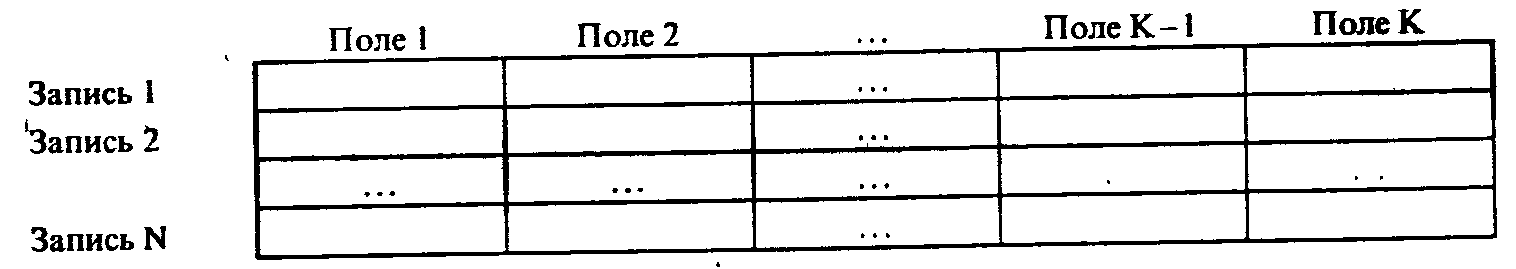 Поле 1 Поле 2 ... Поле K – 1 Поле K
Запись 1 ...
Запись 2 ...
... ... ... . . .
Запись N ...